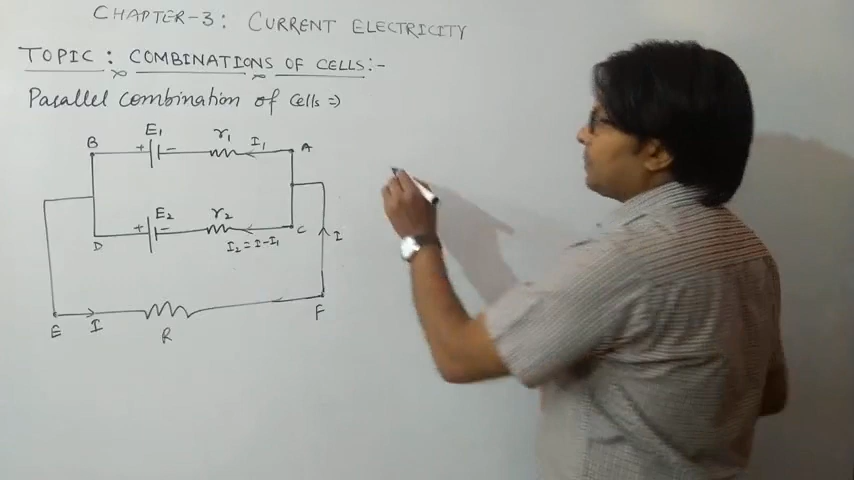 CHAPTER-3: CURRENT ELECTRICITY
TOPIC: COMBINATIONS OF CELLS:-
Parallel Combination of Cells ⇒
B + E₁ - r₁ I₁ A
D + E₂ - r₂ I₂ = I - I₁ C
I
E I R F